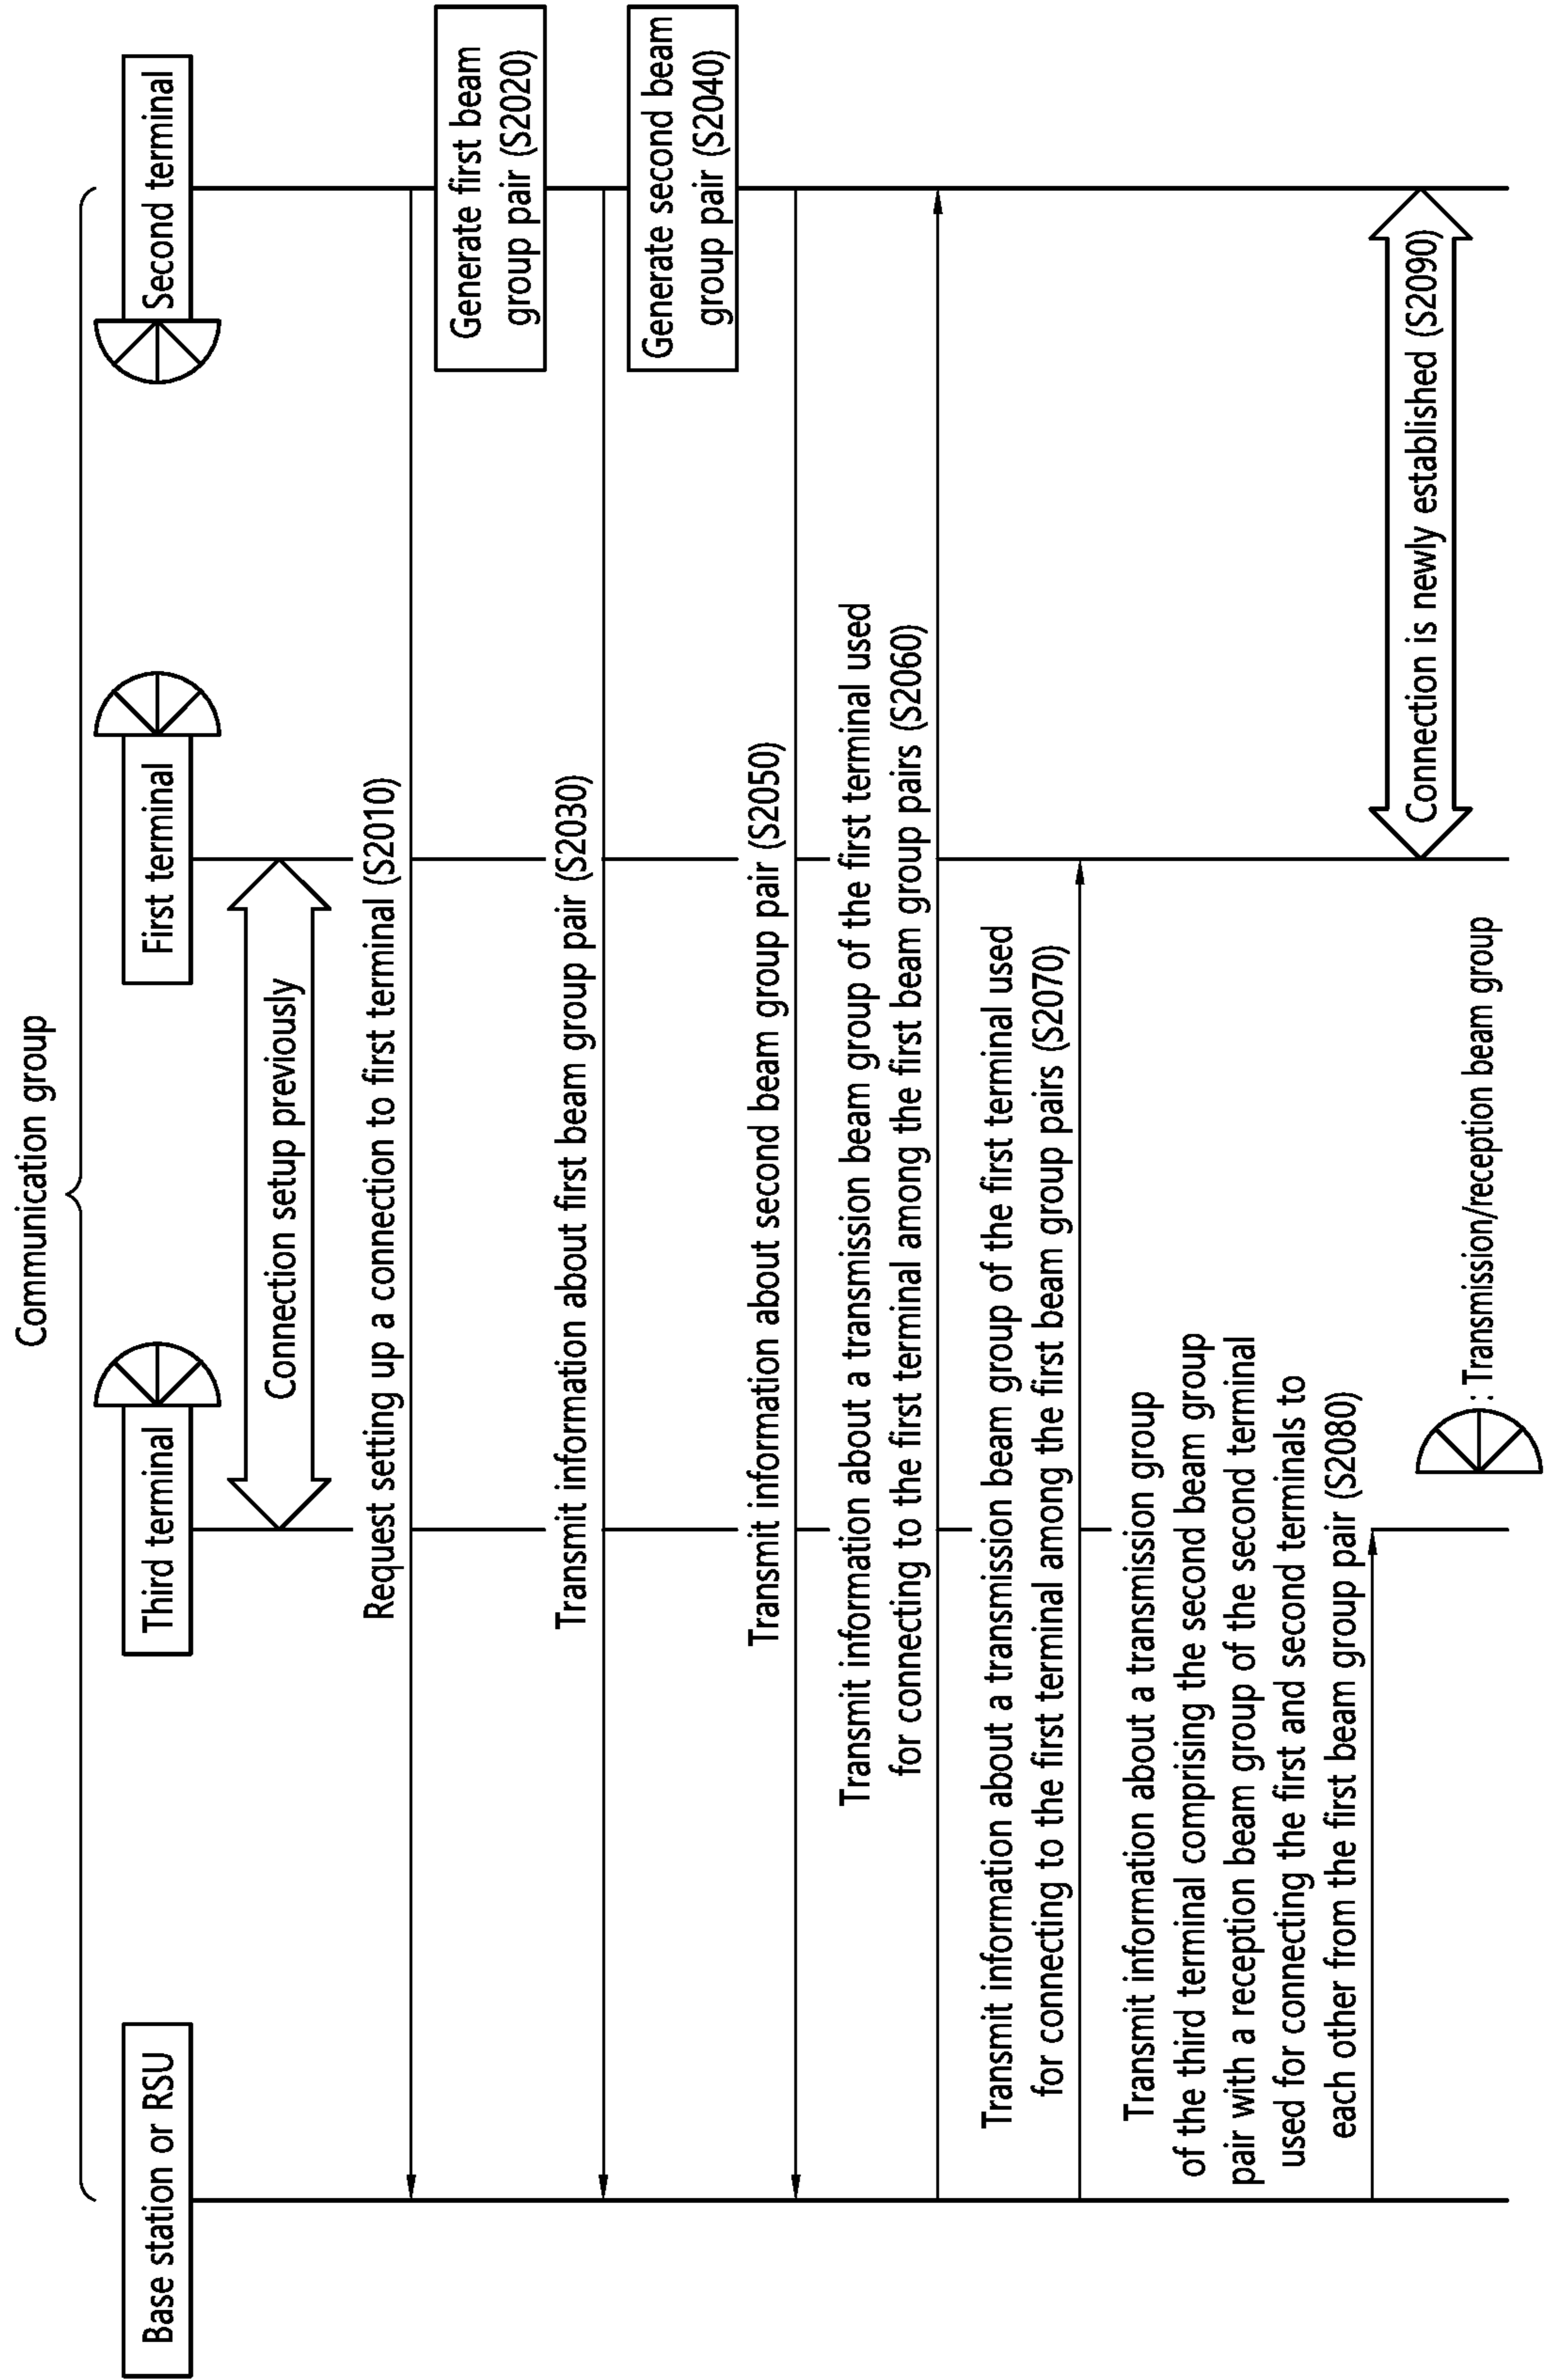 Communication group
Base station or RSU
Third terminal
First terminal
Second terminal
Connection setup previously
Request setting up a connection to first terminal (S2010)
Generate first beam
group pair (S2020)
Transmit information about first beam group pair (S2030)
Generate second beam
group pair (S2040)
Transmit information about second beam group pair (S2050)
Transmit information about a transmission beam group of the first terminal used
for connecting to the first terminal among the first beam group pairs (S2060)
Transmit information about a transmission beam group of the first terminal used
for connecting to the first terminal among the first beam group pairs (S2070)
Transmit information about a transmission group
of the third terminal comprising the second beam group
pair with a reception beam group of the second terminal
used for connecting the first and second terminals to
each other from the first beam group pair (S2080)
Connection is newly established (S2090)
: Transmission/reception beam group